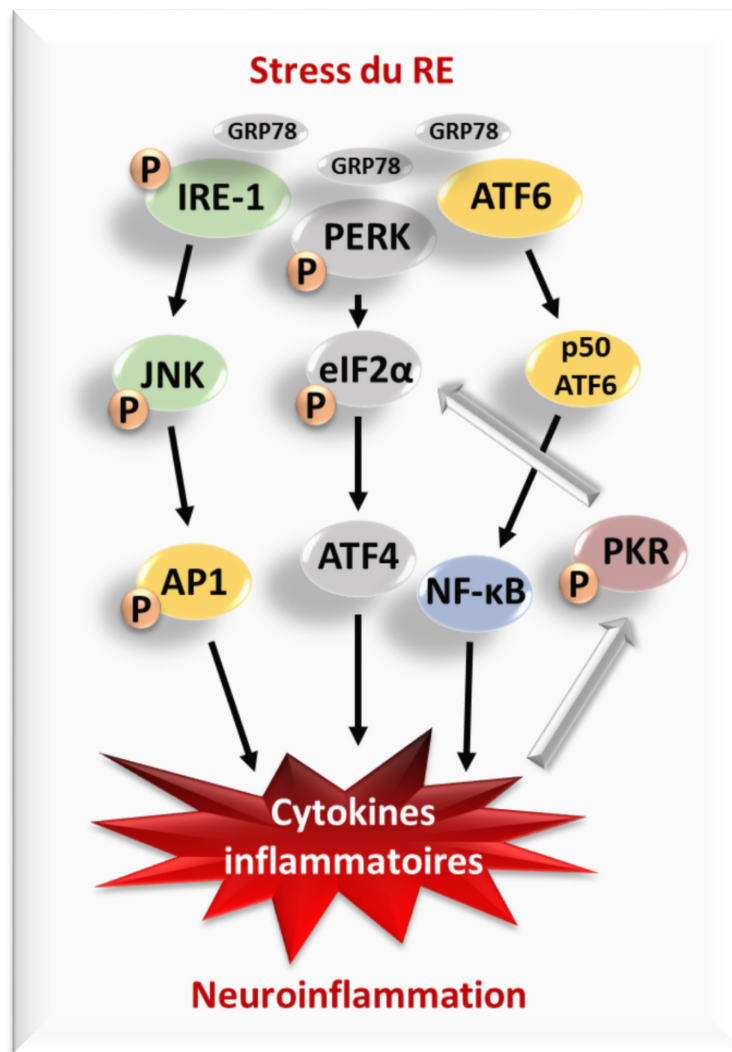 Stress du RE
GRP78
GRP78
GRP78
P
IRE-1
ATF6
PERK
P
JNK
P
eIF2α
P
p50
ATF6
AP1
P
ATF4
NF-κB
PKR
P
Cytokines
inflammatoires
Neuroinflammation